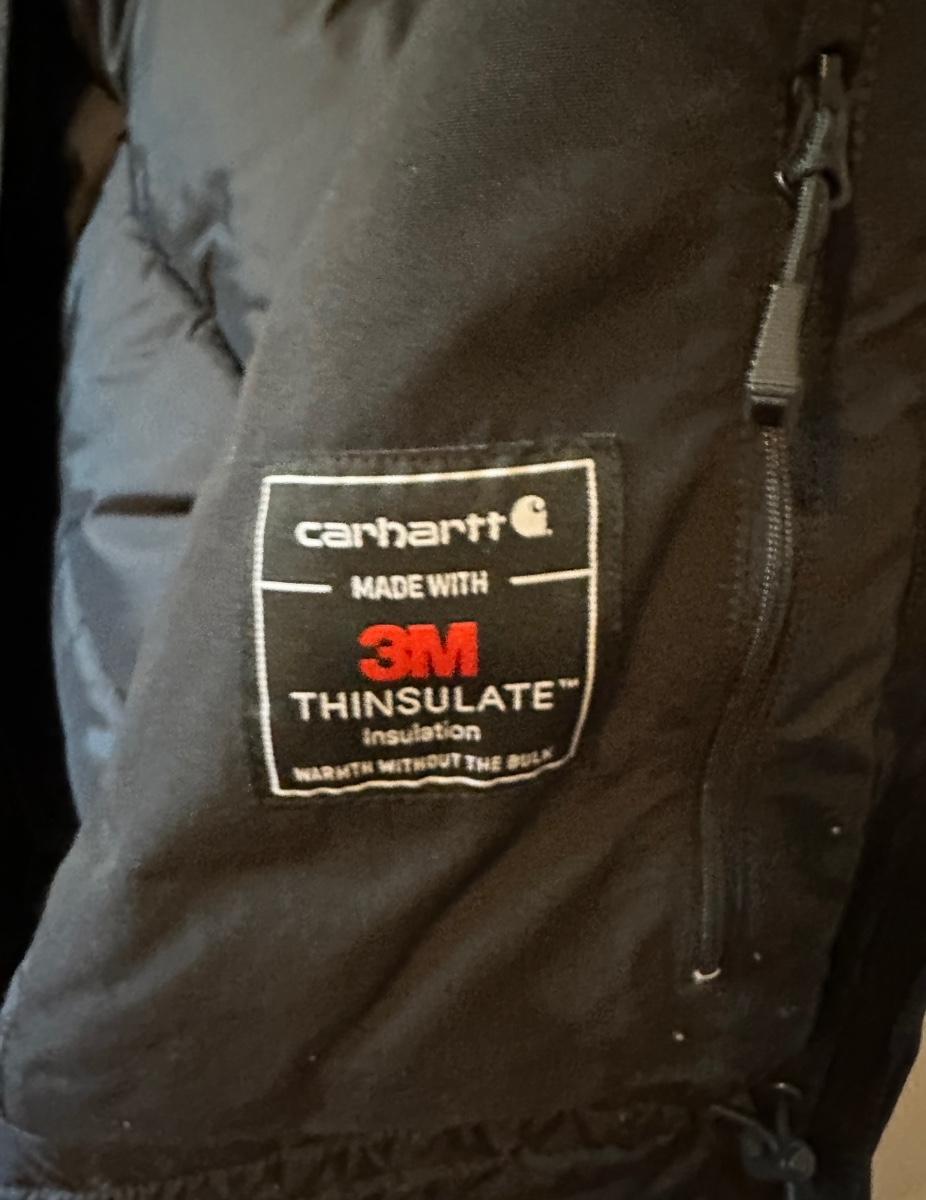 carhartt
MADE WITH
3M
THINSULATE™
Insulation
WARMTH WITHOUT THE BULK